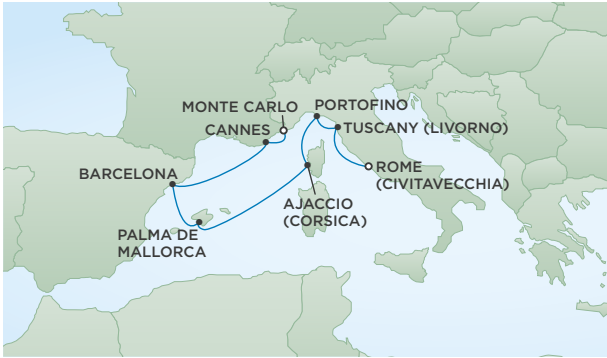 MONTE CARLO
PORTOFINO
CANNES
TUSCANY (LIVORNO)
BARCELONA
ROME
(CIVITAVECCHIA)
AJACCIO
(CORSICA)
PALMA DE
MALLORCA